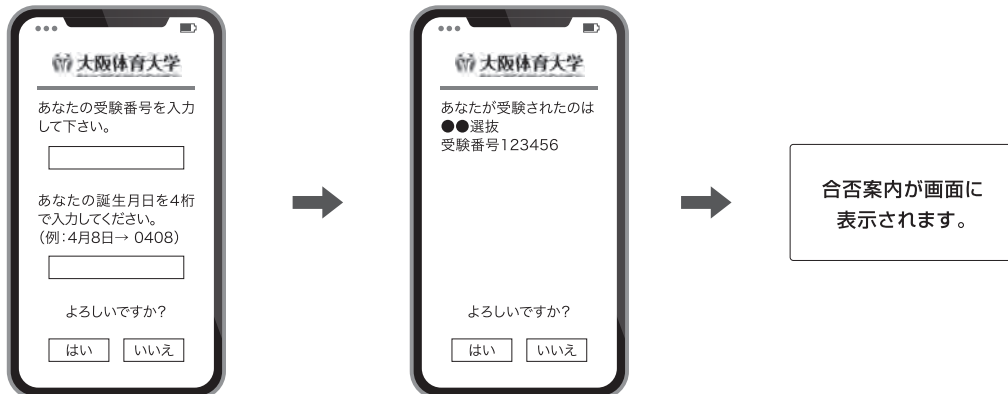 大阪体育大学
あなたの受験番号を入力
して下さい。
あなたの誕生月日を4桁
で入力してください。
(例:4月8日→ 0408)
よろしいですか?
はい
いいえ
大阪体育大学
あなたが受験されたのは
●●選抜
受験番号123456
よろしいですか?
はい
いいえ
合否案内が画面に
表示されます。